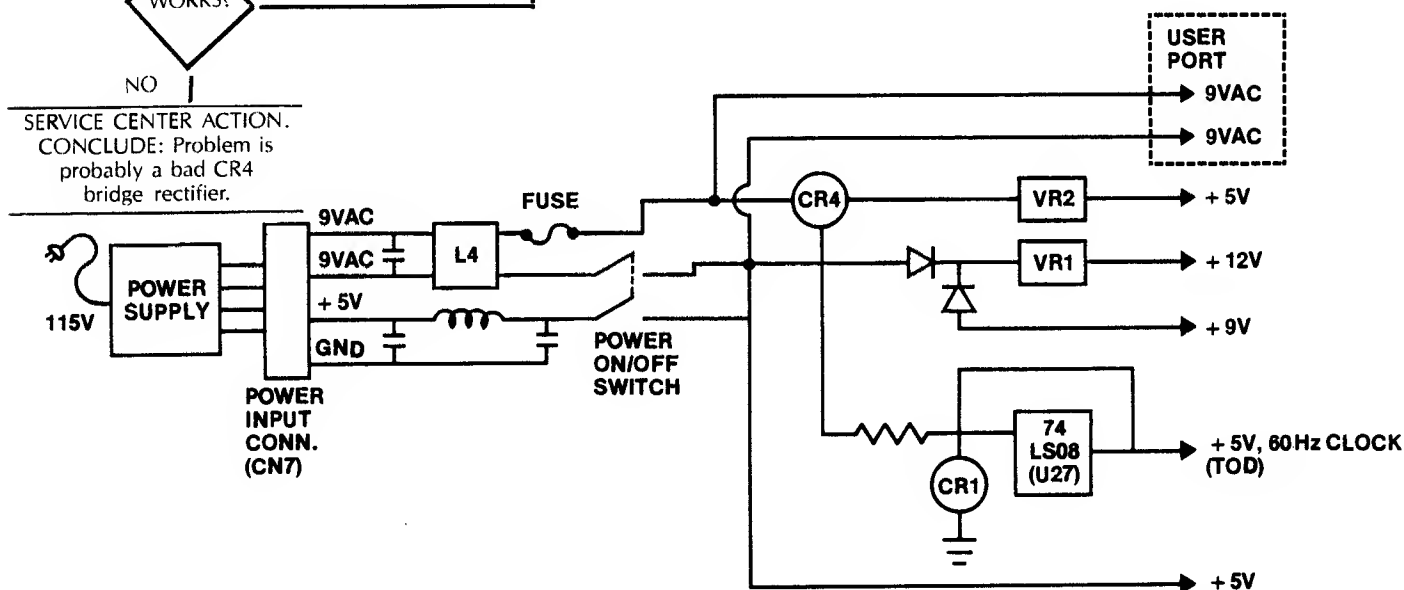 WORKS?
NO
SERVICE CENTER ACTION.
CONCLUDE: Problem is
probably a bad CR4
bridge rectifier.
USER
PORT
9VAC
9VAC
FUSE
CR4
VR2
+ 5V
9VAC
9VAC
L4
VR1
+ 12V
+ 5V
GND
115V
POWER
SUPPLY
POWER
ON/OFF
SWITCH
+ 9V
POWER
INPUT
CONN.
(CN7)
74
LS08
(U27)
CR1
+ 5V, 60Hz CLOCK
(TOD)
+ 5V